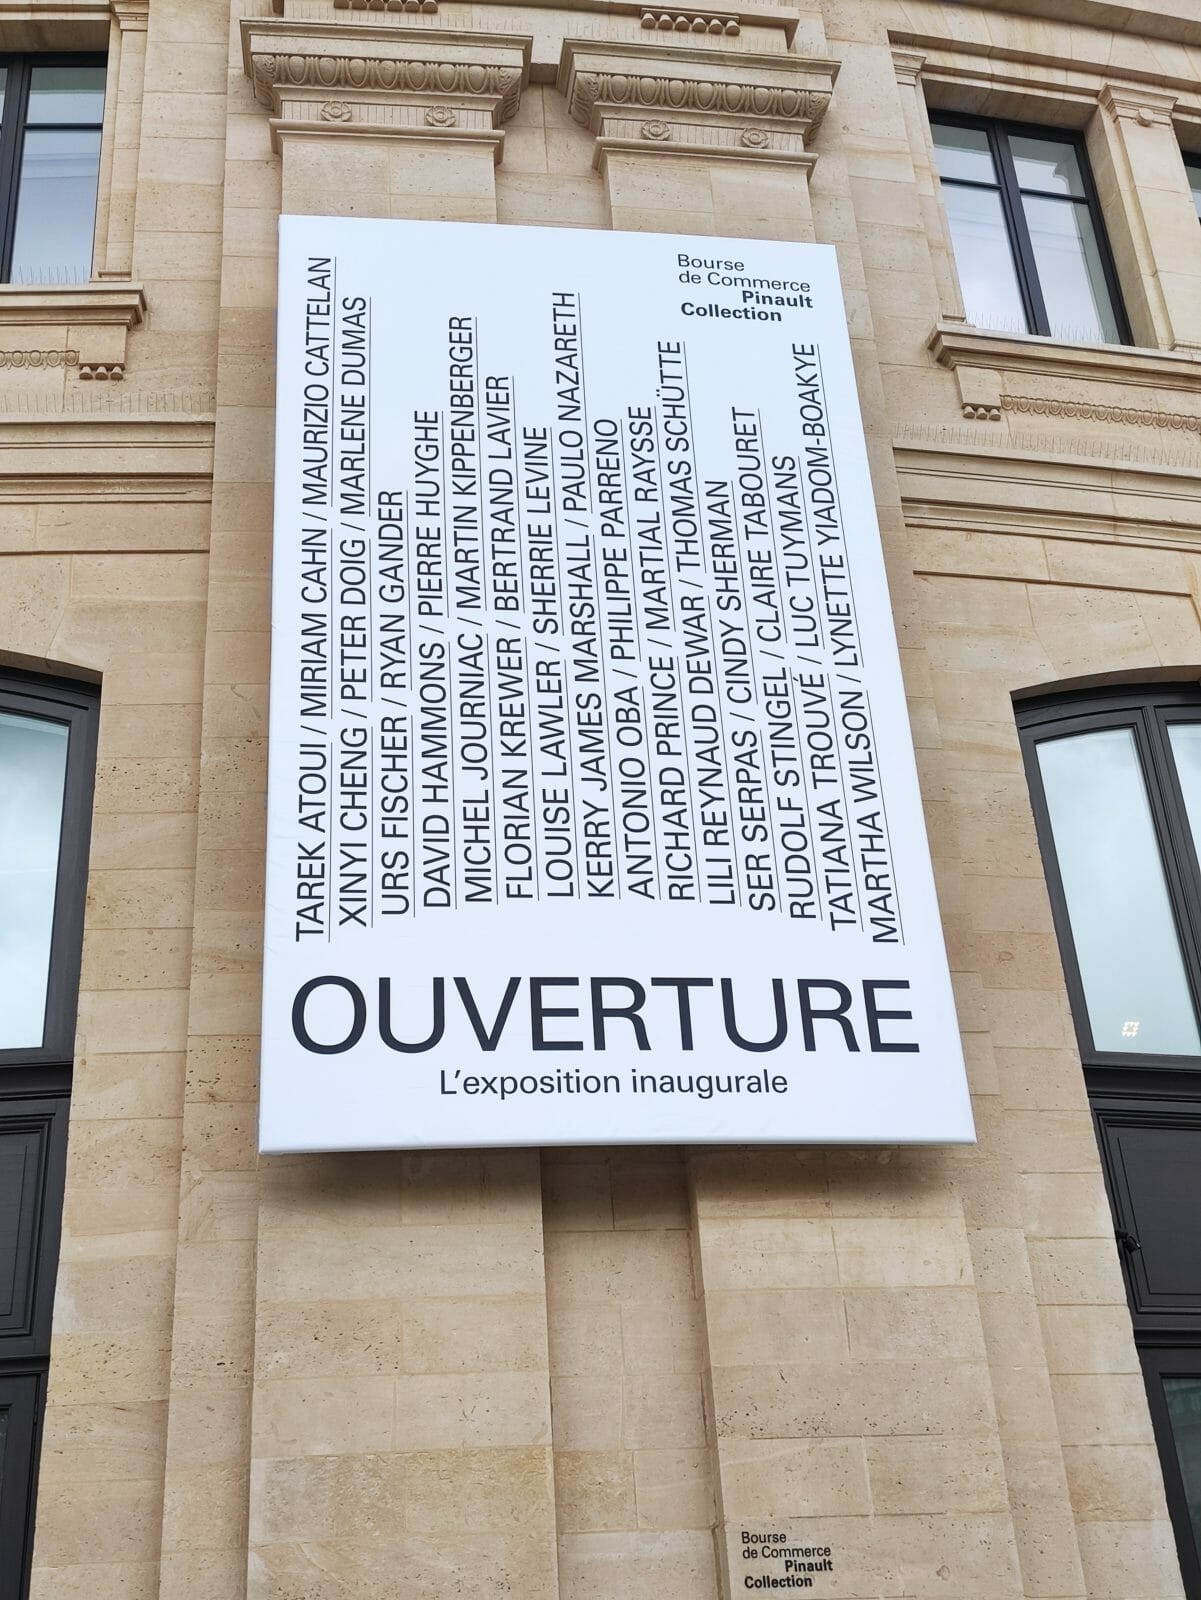 Bourse
de Commerce
Pinault
Collection
TAREK ATOUI / MIRIAM CAHN / MAURIZIO CATTELAN
XINYI CHENG / PETER DOIG / MARLENE DUMAS
URS FISCHER / RYAN GANDER
DAVID HAMMONS / PIERRE HUYGHE
MICHEL JOURNIAC / MARTIN KIPPENBERGER
FLORIAN KREWER / BERTRAND LAVIER
LOUISE LAWLER / SHERRIE LEVINE
KERRY JAMES MARSHALL / PAULO NAZARETH
ANTONIO OBA / PHILIPPE PARRENO
RICHARD PRINCE / MARTIAL RAYSSE
LILI REYNAUD DEWAR / THOMAS SCHÜTTE
SER SERPAS / CINDY SHERMAN
RUDOLF STINGEL / CLAIRE TABOURET
TATIANA TROUVÉ / LUC TUYMANS
MARTHA WILSON / LYNETTE YIADOM-BOAKYE
OUVERTURE
L'exposition inaugurale
Bourse
de Commerce
Pinault
Collection